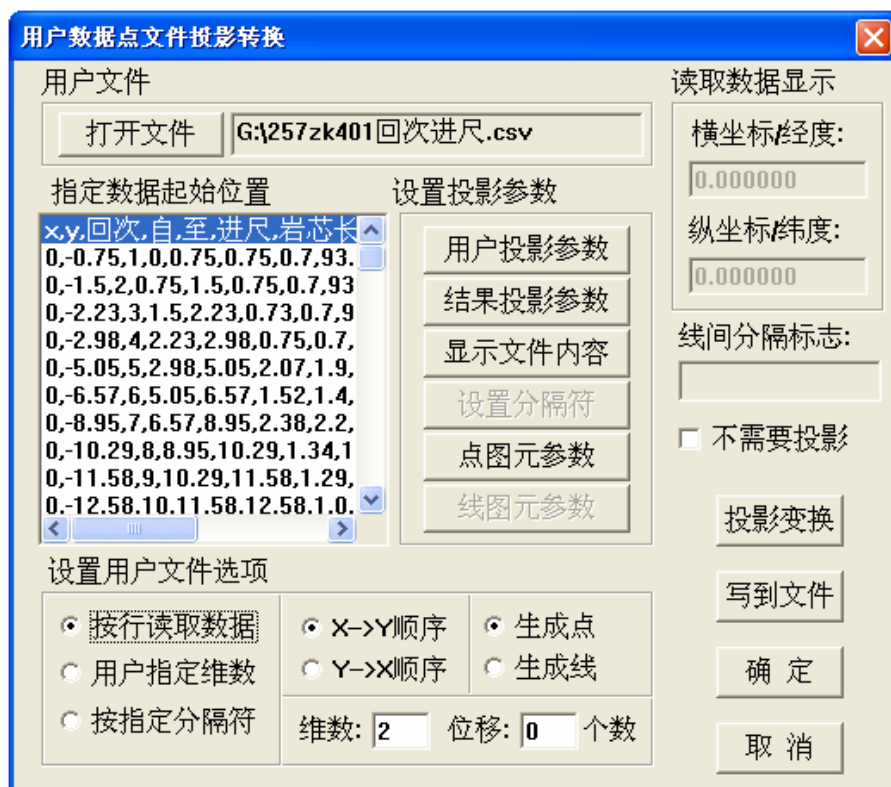 用户数据点文件投影转换
用户文件
打开文件
G:\257zk401回次进尺.csv
指定数据起始位置
x,y,回次,自,至,进尺,岩芯长
0,-0.75,1,0,0.75,0.75,0.7,93.
0,-1.5,2,0.75,1.5,0.75,0.7,93
0,-2.23,3,1.5,2.23,0.73,0.7,9
0,-2.98,4,2.23,2.98,0.75,0.7,
0,-5.05,5,2.98,5.05,2.07,1.9,
0,-6.57,6,5.05,6.57,1.52,1.4,
0,-8.95,7,6.57,8.95,2.38,2.2,
0,-10.29,8,8.95,10.29,1.34,1
0,-11.58,9,10.29,11.58,1.29,
0,-12.58,10,11.58,12.58,1,0.
设置投影参数
用户投影参数
结果投影参数
显示文件内容
设置分隔符
点图元参数
线图元参数
读取数据显示
横坐标/经度:
0.000000
纵坐标/纬度:
0.000000
线间分隔标志:
不需要投影
投影变换
写到文件
确 定
取 消
设置用户文件选项
按行读取数据
用户指定维数
按指定分隔符
X->Y顺序
Y->X顺序
生成点
生成线
维数: 2 位移: 0 个数